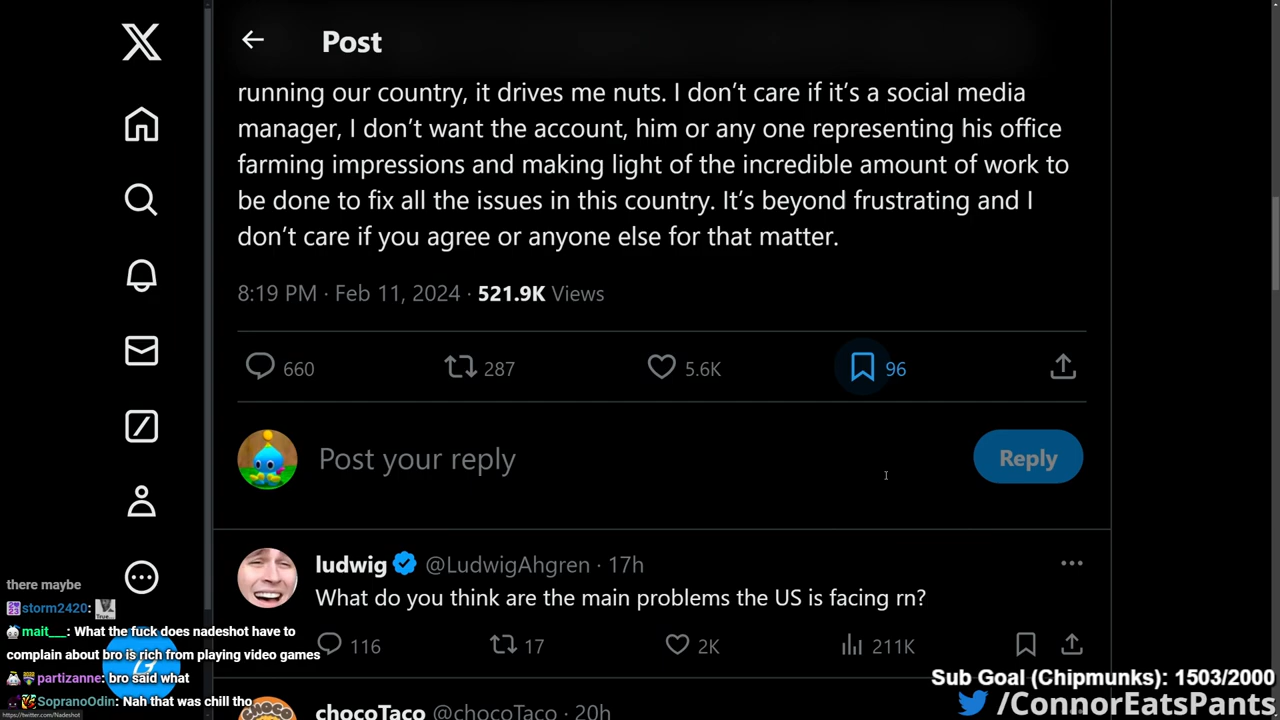 Post
running our country, it drives me nuts. I don't care if it's a social media
manager, I don't want the account, him or any one representing his office
farming impressions and making light of the incredible amount of work to
be done to fix all the issues in this country. It's beyond frustrating and I
don't care if you agree or anyone else for that matter.
8:19 PM · Feb 11, 2024 · 521.9K Views
660 287 5.6K 96
Post your reply
Reply
ludwig @LudwigAhgren · 17h
What do you think are the main problems the US is facing rn?
116 17 2K 211K
chocoTaco @chocoTaco · 20h
there maybe
storm2420:
mait___: What the fuck does nadeshot have to
complain about bro is rich from playing video games
partizanne: bro said what
SopranoOdin: Nah that was chill tho
https://twitter.com/Nadeshot
Sub Goal (Chipmunks): 1503/2000
/ConnorEatsPants